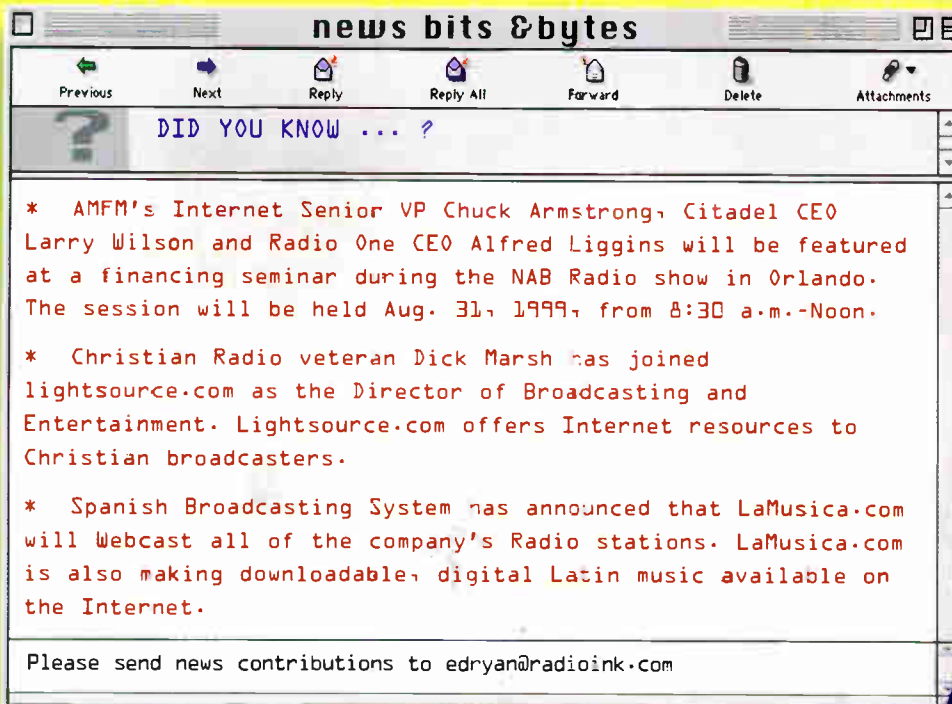 news bits &bytes
Previous Next Reply Reply All Forward Delete Attachments
?
DID YOU KNOW ... ?
* AMFM's Internet Senior VP Chuck Armstrong, Citadel CEO
Larry Wilson and Radio One CEO Alfred Liggins will be featured
at a financing seminar during the NAB Radio show in Orlando.
The session will be held Aug. 31, 1999, from 8:30 a.m.-Noon.
* Christian Radio veteran Dick Marsh has joined
lightsource.com as the Director of Broadcasting and
Entertainment. Lightsource.com offers Internet resources to
Christian broadcasters.
* Spanish Broadcasting System has announced that LaMusica.com
will Webcast all of the company's Radio stations. LaMusica.com
is also making downloadable, digital Latin music available on
the Internet.
Please send news contributions to edryan@radioink.com